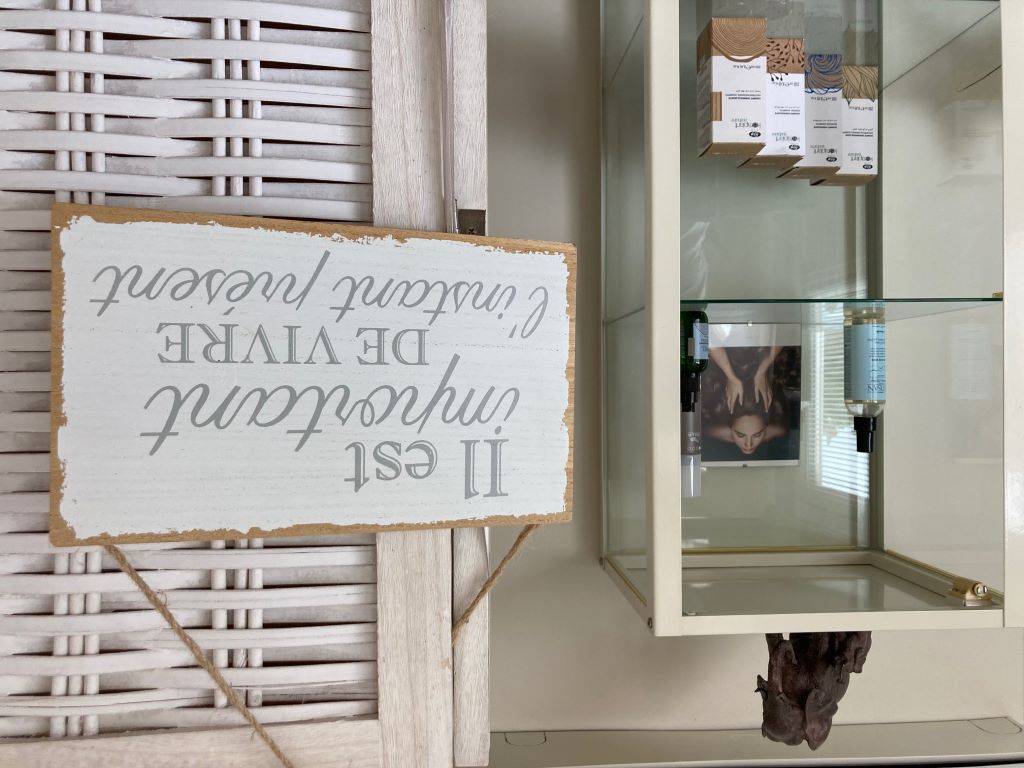 Il est
important
DE VIVRE
l'instant présent